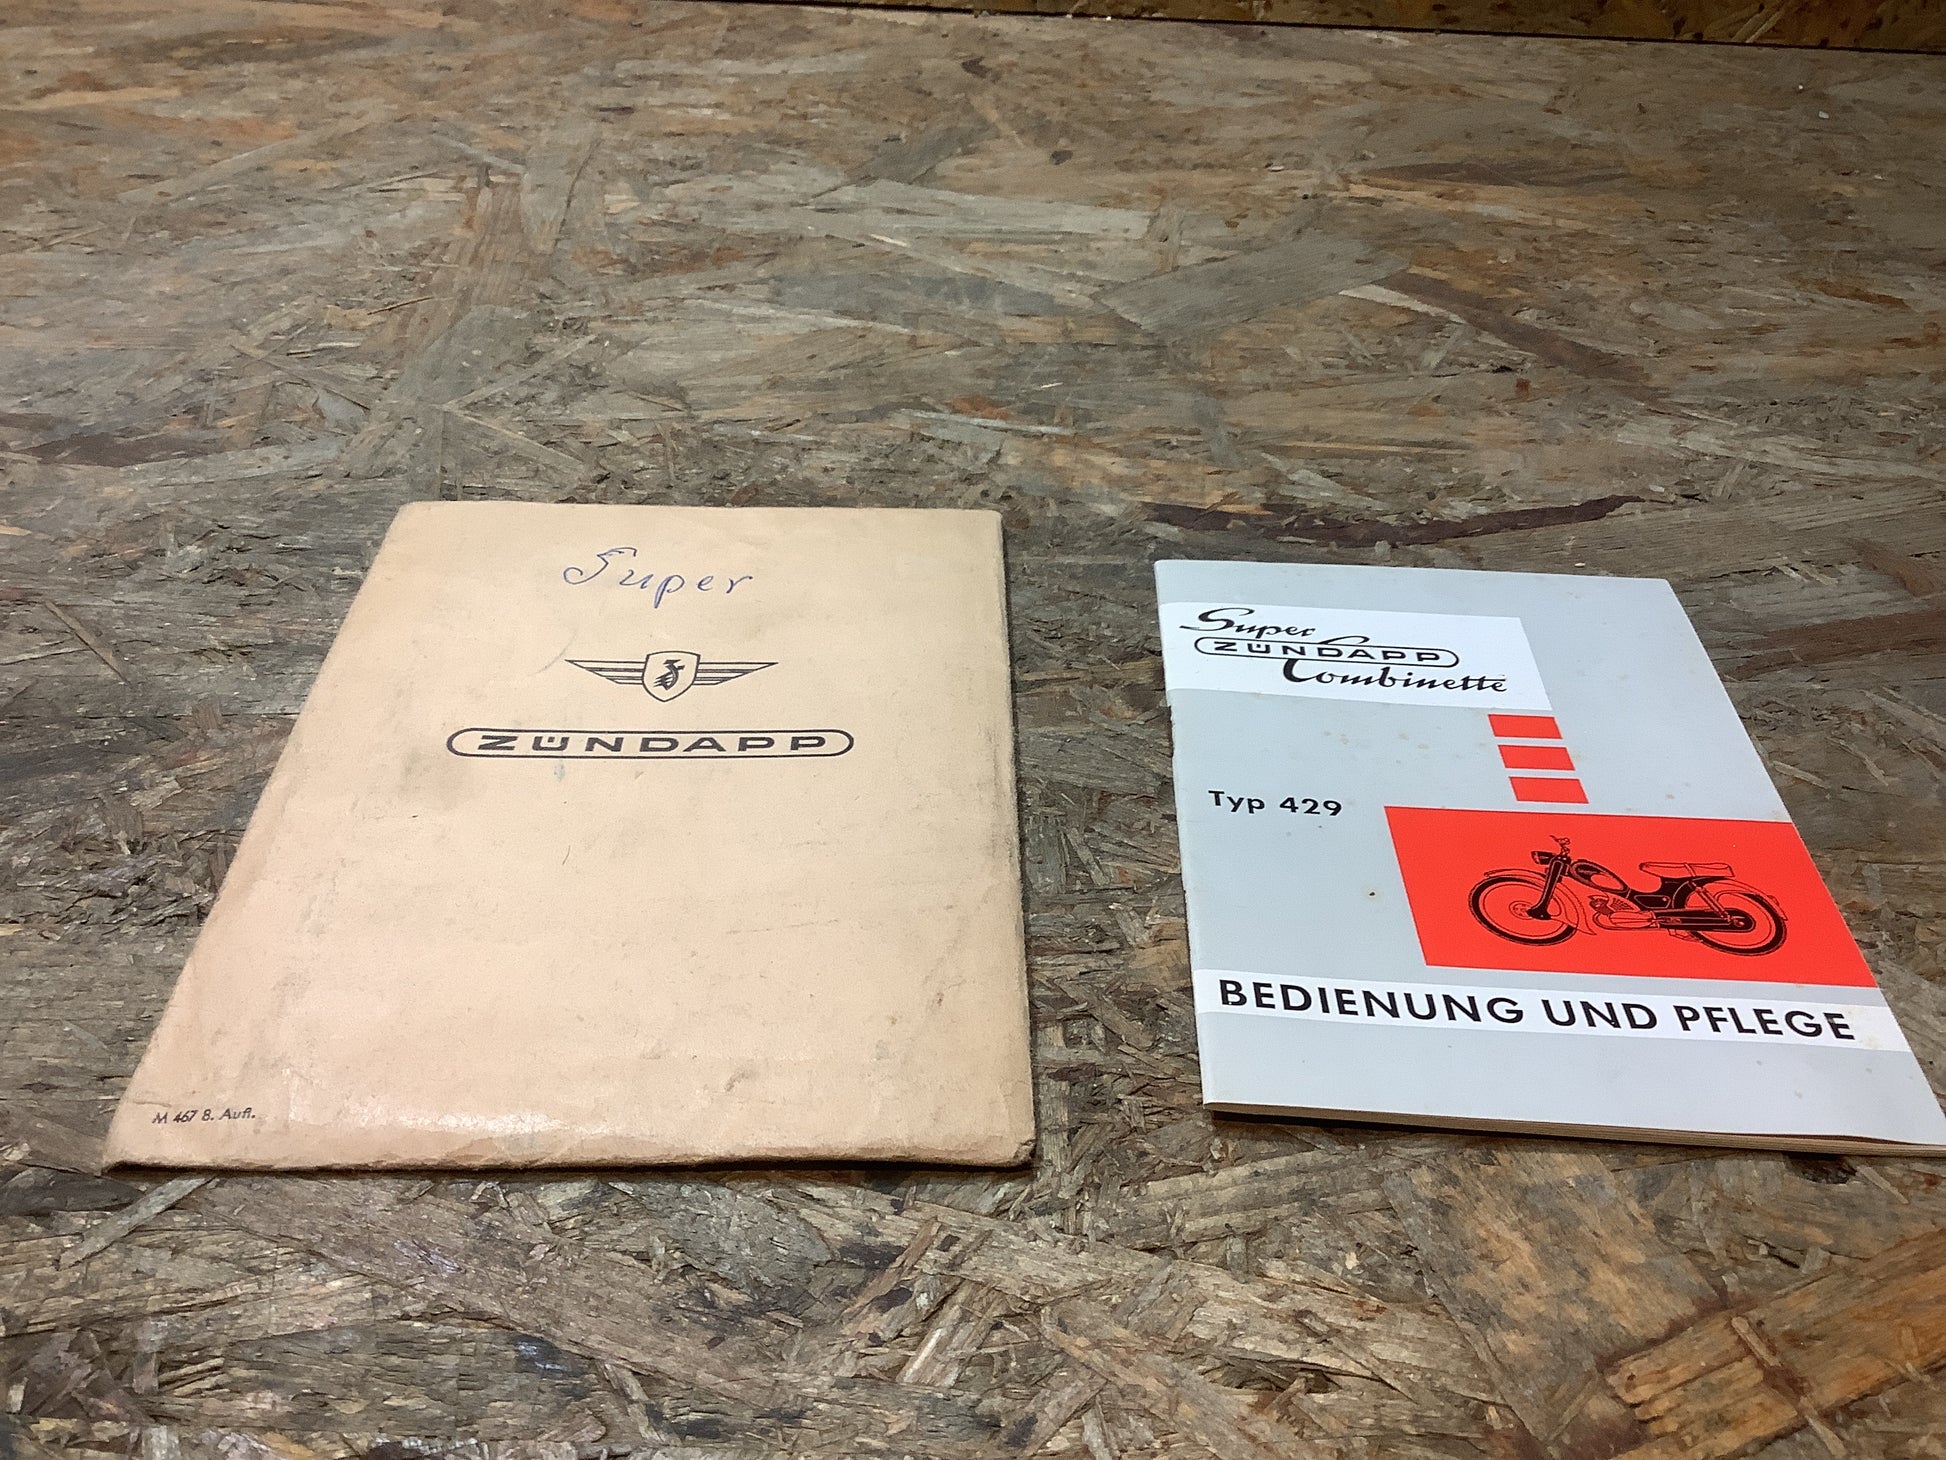 Super
ZÜNDAPP
M 467 8. Aufl.
Super
ZÜNDAPP
Combinette
Typ 429
BEDIENUNG UND PFLEGE